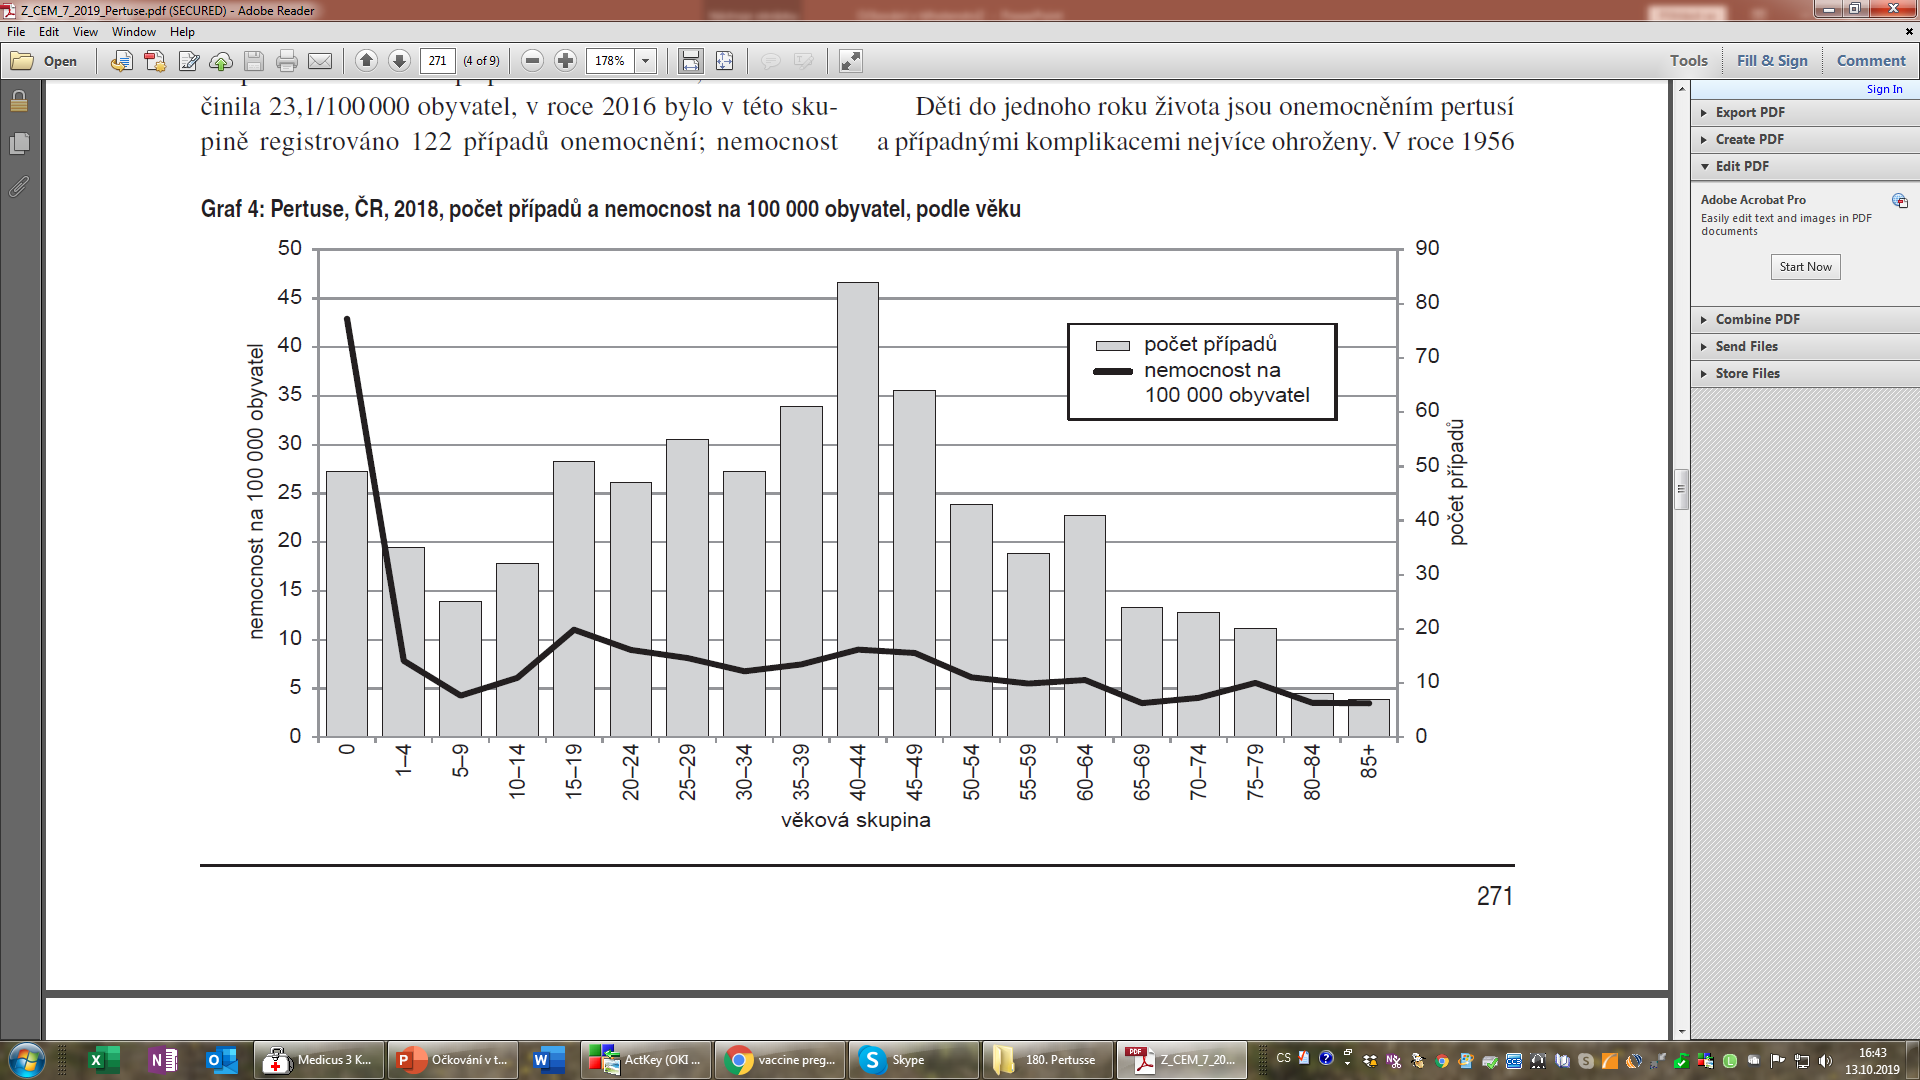 Z_CEM_7_2019_Pertuse.pdf (SECURED) - Adobe Reader
File Edit View Window Help
Open 271 (4 of 9) 178% Tools Fill & Sign Comment
Sign In
Export PDF
Create PDF
Edit PDF
Adobe Acrobat Pro
Easily edit text and images in PDF
documents
Start Now
Combine PDF
Send Files
Store Files
činila 23,1/100 000 obyvatel, v roce 2016 bylo v této sku-
pině registrováno 122 případů onemocnění; nemocnost
Děti do jednoho roku života jsou onemocněním pertusí
a případnými komplikacemi nejvíce ohroženy. V roce 1956
Graf 4: Pertuse, ČR, 2018, počet případů a nemocnost na 100 000 obyvatel, podle věku
nemocnost na 100 000 obyvatel
50
45
40
35
30
25
20
15
10
5
0
počet případů
nemocnost na
100 000 obyvatel
90
80
70
60
50
40
30
20
10
0
počet případů
0 1–4 5–9 10–14 15–19 20–24 25–29 30–34 35–39 40–44 45–49 50–54 55–59 60–64 65–69 70–74 75–79 80–84 85+
věková skupina
271
Medicus 3 K... Očkování v t... ActKey (OKI ... vaccine preg... Skype 180. Pertusse Z_CEM_7_20... CS 16:43
13.10.2019